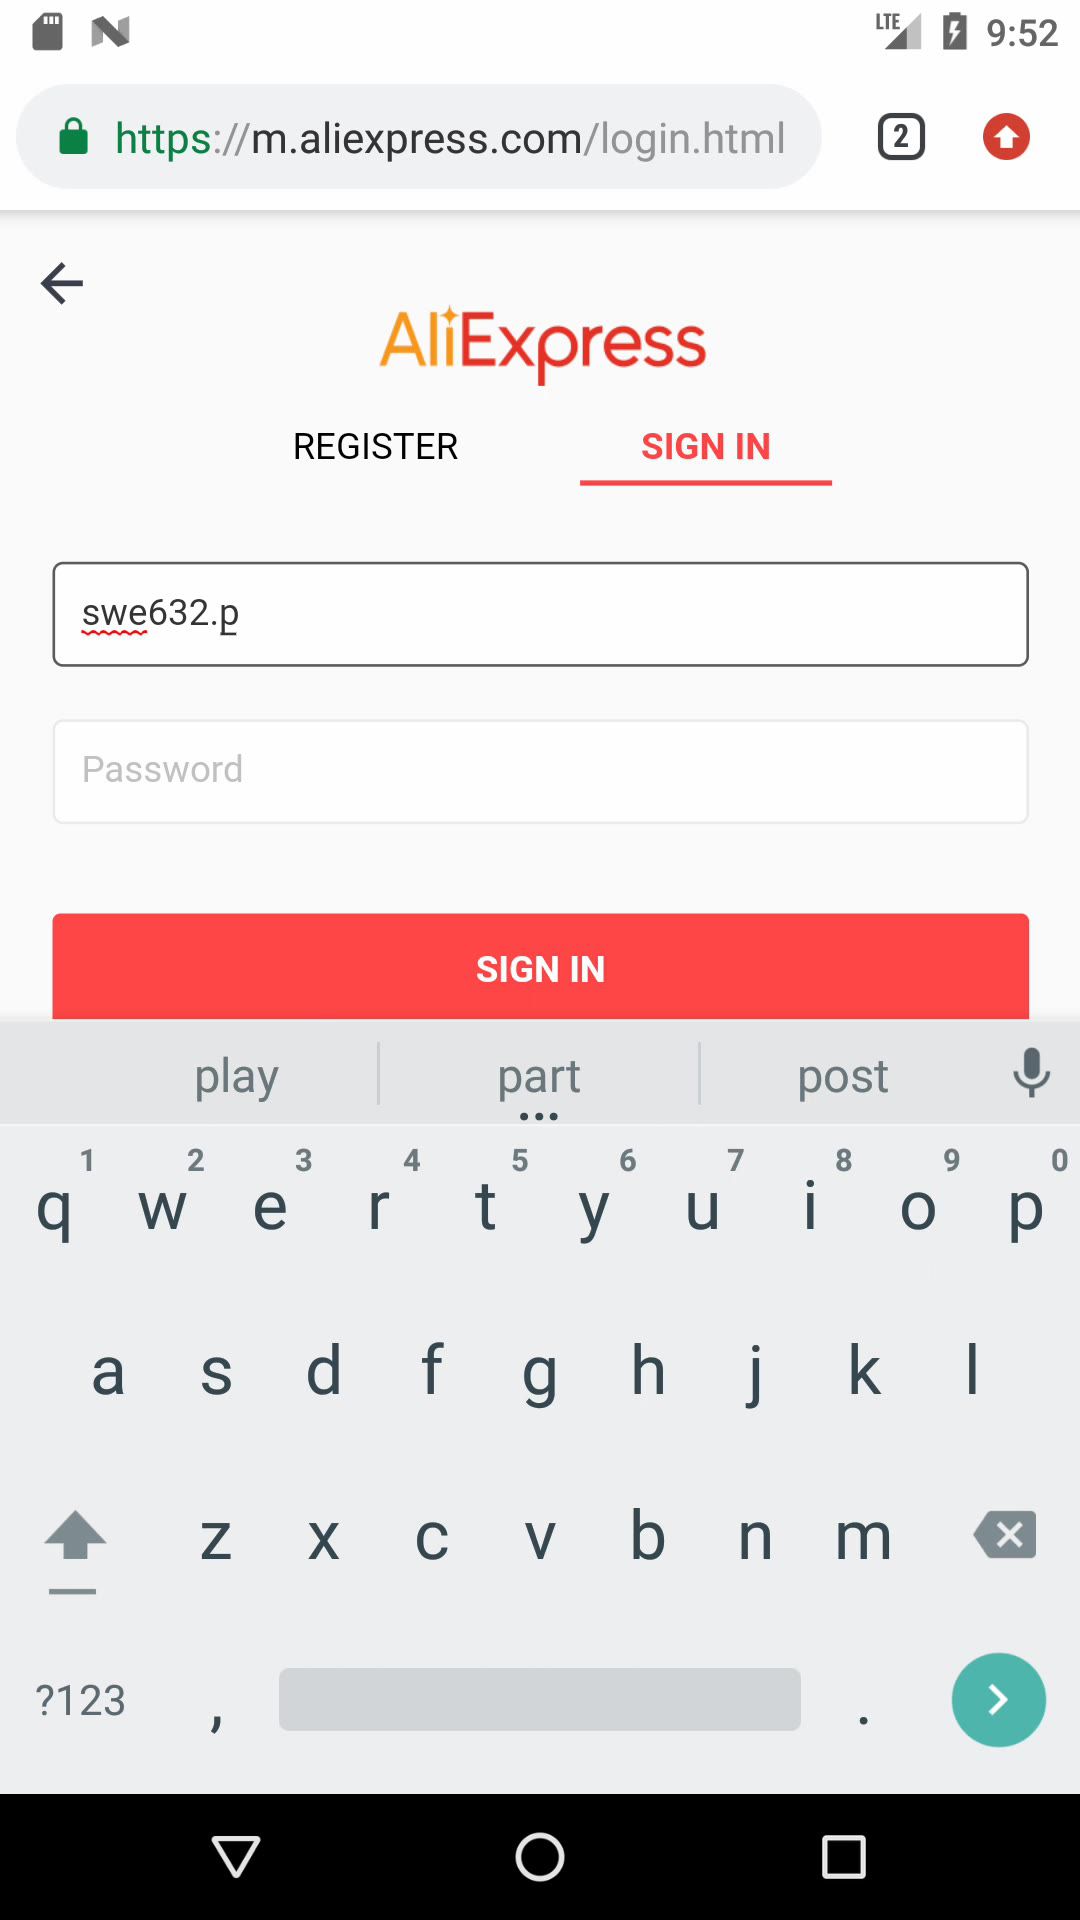 LTE 9:52
https://m.aliexpress.com/login.html 2
AliExpress
REGISTER SIGN IN
swe632.p
Password
SIGN IN
play part post
1 2 3 4 5 6 7 8 9 0
q w e r t y u i o p
a s d f g h j k l
z x c v b n m
?123 , .